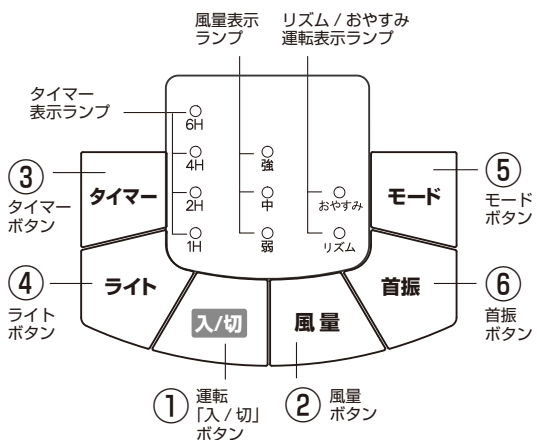 風量表示
ランプ
リズム / おやすみ
運転表示ランプ
タイマー
表示ランプ
6H
4H
2H
1H
強
中
弱
おやすみ
リズム
③
タイマー
ボタン
タイマー
モード
⑤
モード
ボタン
④
ライト
ボタン
ライト
入/切
風量
首振
⑥
首振
ボタン
①
運転
「入 / 切」
ボタン
②
風量
ボタン